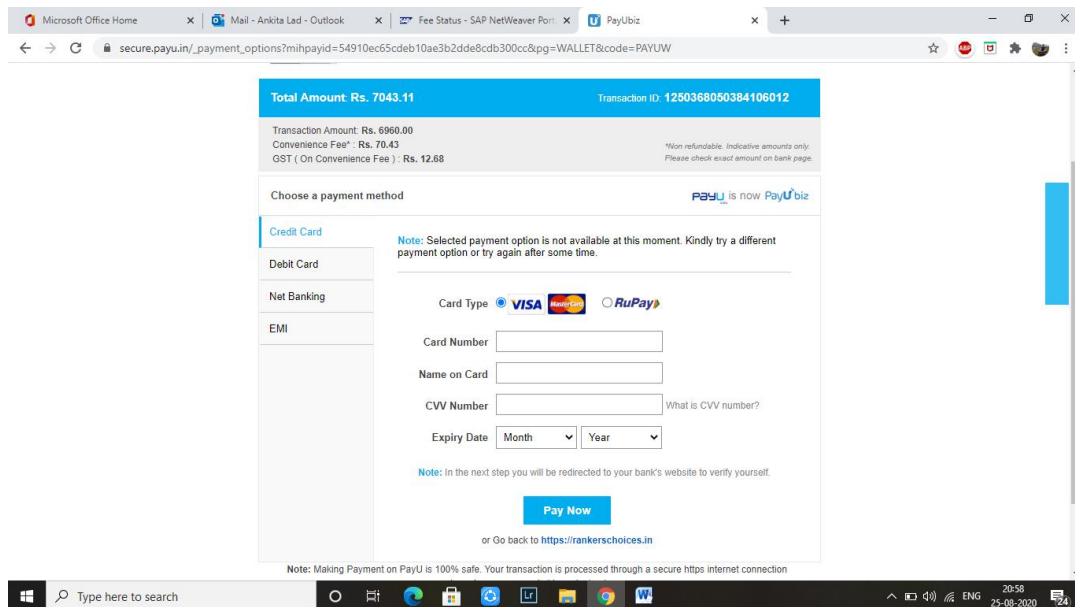 Microsoft Office Home
Mail - Ankita Lad - Outlook
Fee Status - SAP NetWeaver Port
PayUbiz
secure.payu.in/_payment_options?mihpayid=54910ec65cdeb10ae3b2dde8cdb300cc&pg=WALLET&code=PAYUW
ABP
Total Amount: Rs. 7043.11
Transaction ID: 1250368050384106012
Transaction Amount: Rs. 6960.00
Convenience Fee* : Rs. 70.43
GST ( On Convenience Fee ) : Rs. 12.68
*Non refundable. Indicative amounts only.
Please check exact amount on bank page.
Choose a payment method
PayU is now PayU biz
Credit Card
Debit Card
Net Banking
EMI
Note: Selected payment option is not available at this moment. Kindly try a different
payment option or try again after some time.
Card Type VISA MasterCard RuPay
Card Number
Name on Card
CVV Number What is CVV number?
Expiry Date Month Year
Note: In the next step you will be redirected to your bank's website to verify yourself.
Pay Now
or Go back to https://rankerschoices.in
Note: Making Payment on PayU is 100% safe. Your transaction is processed through a secure https internet connection
Type here to search
Lr
W
ENG
20:58
25-08-2020
24